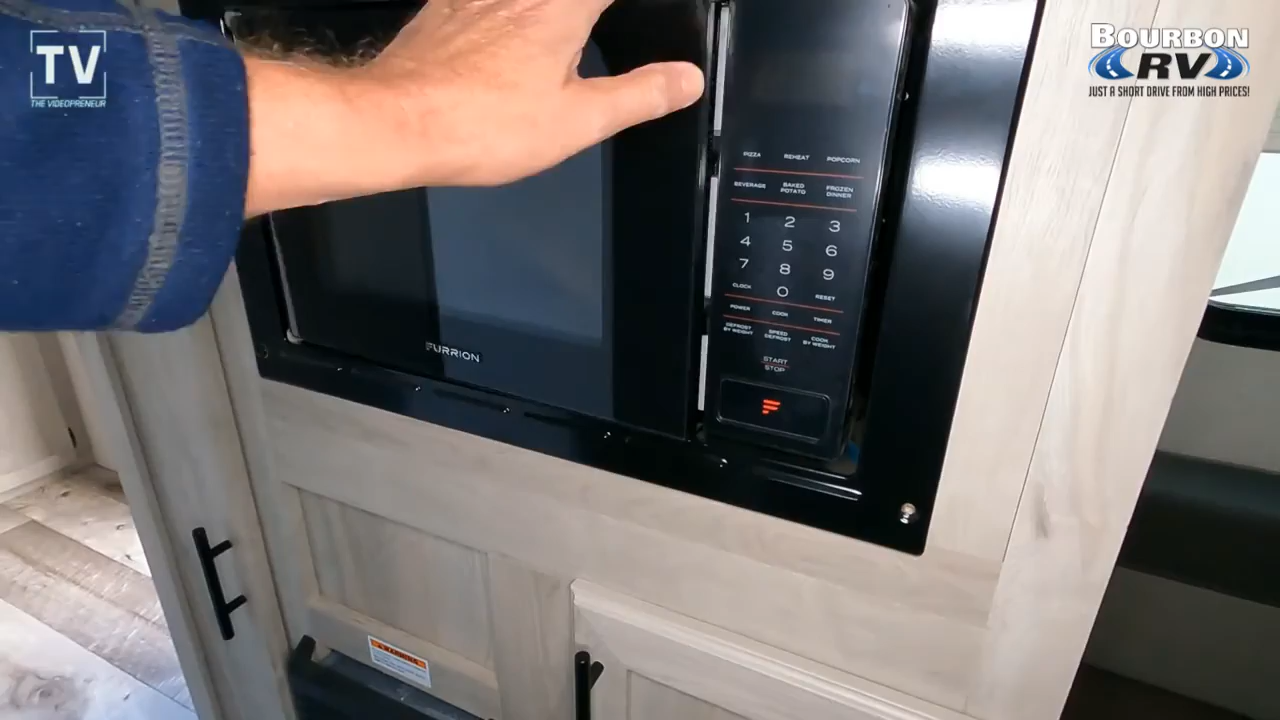 TV
THE VIDEOPRENEUR
BOURBON
RV
JUST A SHORT DRIVE FROM HIGH PRICES!
PIZZA REHEAT POPCORN
BEVERAGE BAKED POTATO FROZEN DINNER
1 2 3
4 5 6
7 8 9
CLOCK 0 RESET
POWER COOK TIMER
DEFROST BY WEIGHT SPEED DEFROST COOK BY WEIGHT
START
STOP
FURRION
WARNING